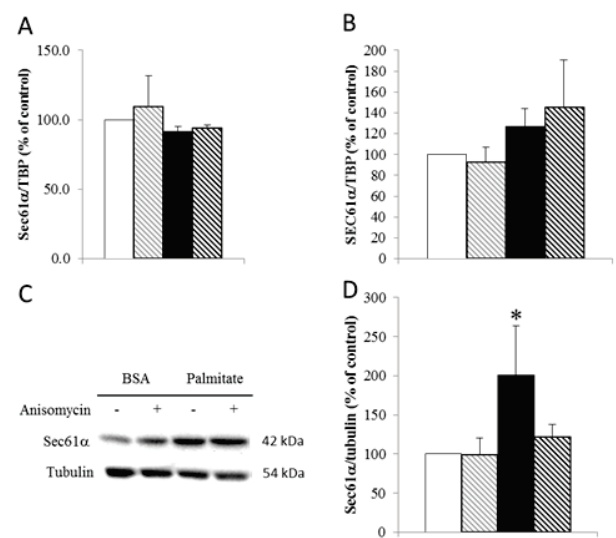 A
Sec61α/TBP (% of control)
150.0
100.0
50.0
0.0
B
SEC61α/TBP (% of control)
200
180
160
140
120
100
80
60
40
20
0
C
BSA Palmitate
Anisomycin - + - +
Sec61α 42 kDa
Tubulin 54 kDa
D
Sec61α/tubulin (% of control)
300
250
200
150
100
50
0
*